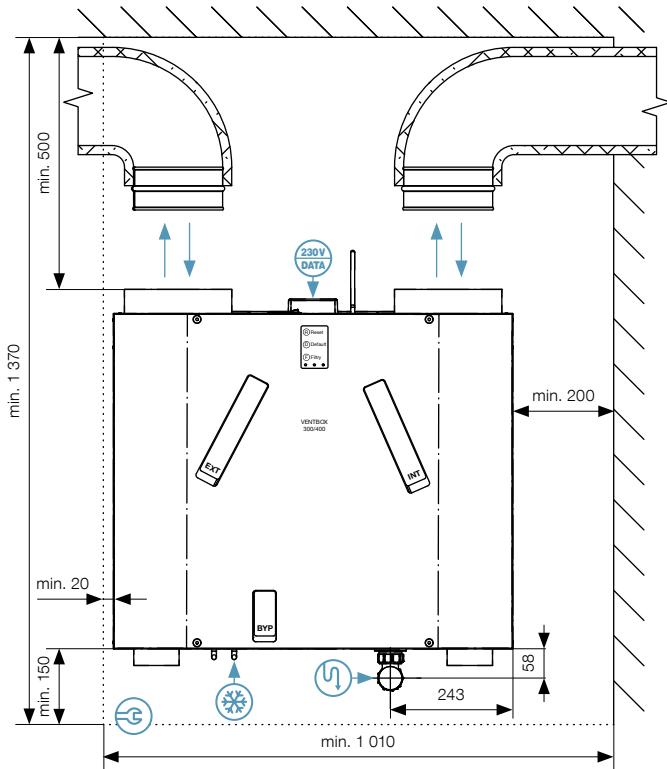 min. 500
min. 1 370
230V
DATA
R Reset
D Default
F Filtry
VENTBOX
300/400
min. 200
EXT
INT
min. 20
BYP
min. 150
58
243
min. 1 010